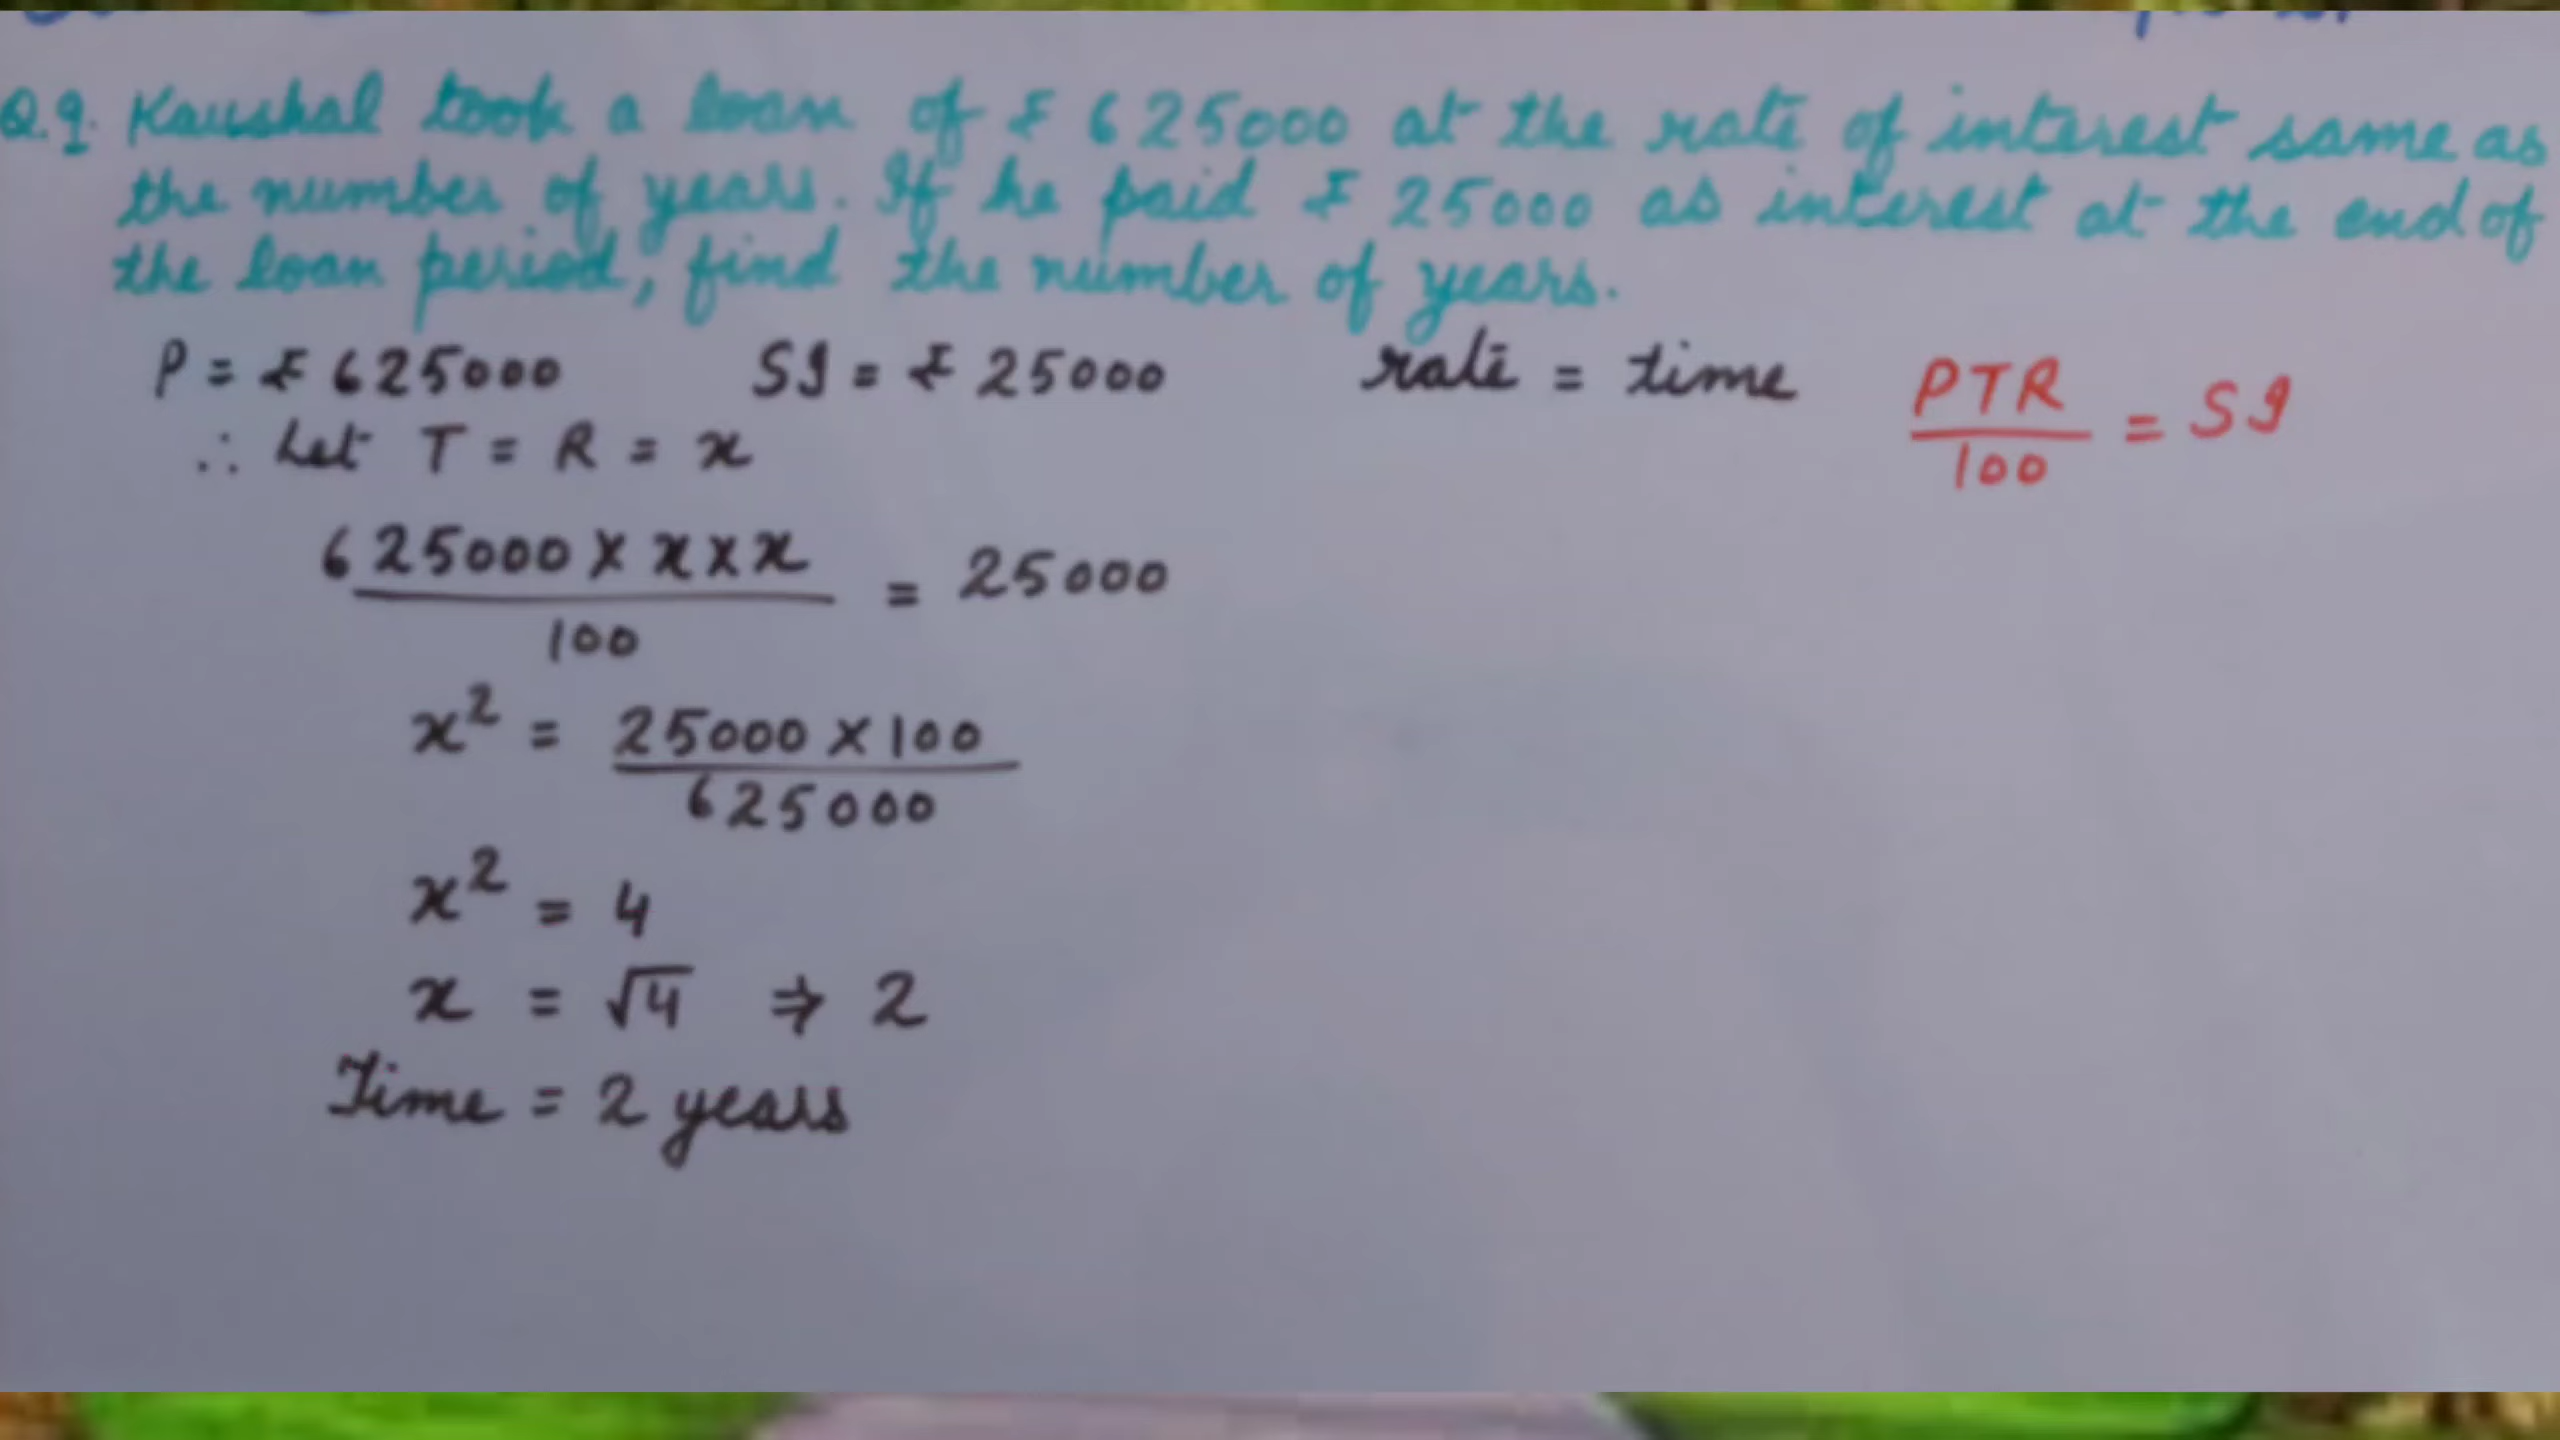 Q.9. Kaushal took a loan of ₹ 625000 at the rate of interest same as
the number of years. If he paid ₹ 25000 as interest at the end of
the loan period, find the number of years.
P = ₹ 625000 SI = ₹ 25000 rate = time PTR/100 = SI
∴ Let T = R = x
625000 × x × x / 100 = 25000
x² = 25000 × 100 / 625000
x² = 4
x = √4 ⇒ 2
Time = 2 years